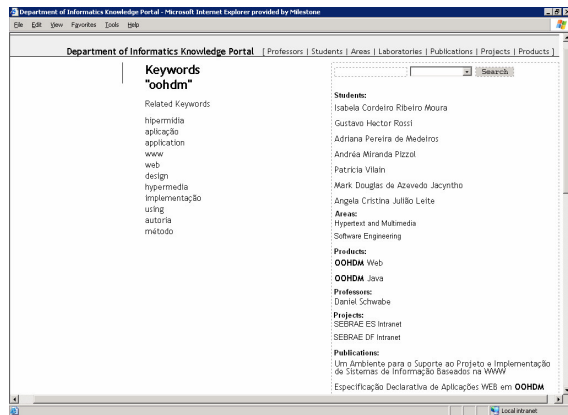 Department of Informatics Knowledge Portal - Microsoft Internet Explorer provided by Milestone
File Edit View Favorites Tools Help
Department of Informatics Knowledge Portal [ Professors | Students | Areas | Laboratories | Publications | Projects | Products ]
Keywords
"oohdm"
Related Keywords
hipermídia
aplicação
application
www
web
design
hypermedia
implementação
using
autoria
método
Search
Students:
Isabela Cordeiro Ribeiro Moura
Gustavo Hector Rossi
Adriana Pereira de Medeiros
Andréa Miranda Pizzol
Patricia Vilain
Mark Douglas de Azevedo Jacyntho
Angela Cristina Julião Leite
Areas:
Hypertext and Multimedia
Software Engineering
Products:
OOHDM Web
OOHDM Java
Professors:
Daniel Schwabe
Projects:
SEBRAE ES Intranet
SEBRAE DF Intranet
Publications:
Um Ambiente para o Suporte ao Projeto e Implementação
de Sistemas de Informação Baseados na WWW
Especificação Declarativa de Aplicações WEB em OOHDM
Local intranet